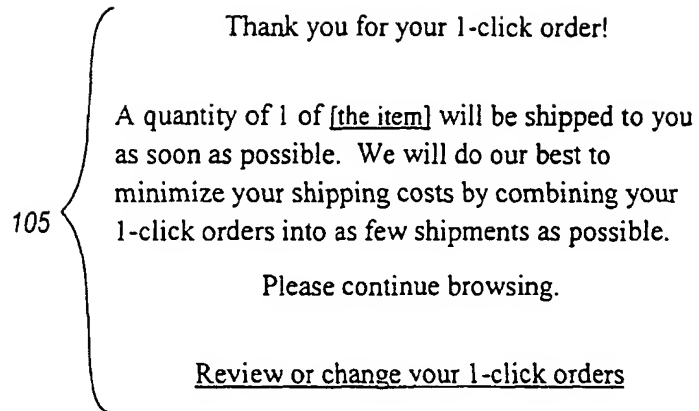 Thank you for your 1-click order!
A quantity of 1 of [the item] will be shipped to you
as soon as possible. We will do our best to
minimize your shipping costs by combining your
105
1-click orders into as few shipments as possible.
Please continue browsing.
Review or change your 1-click orders